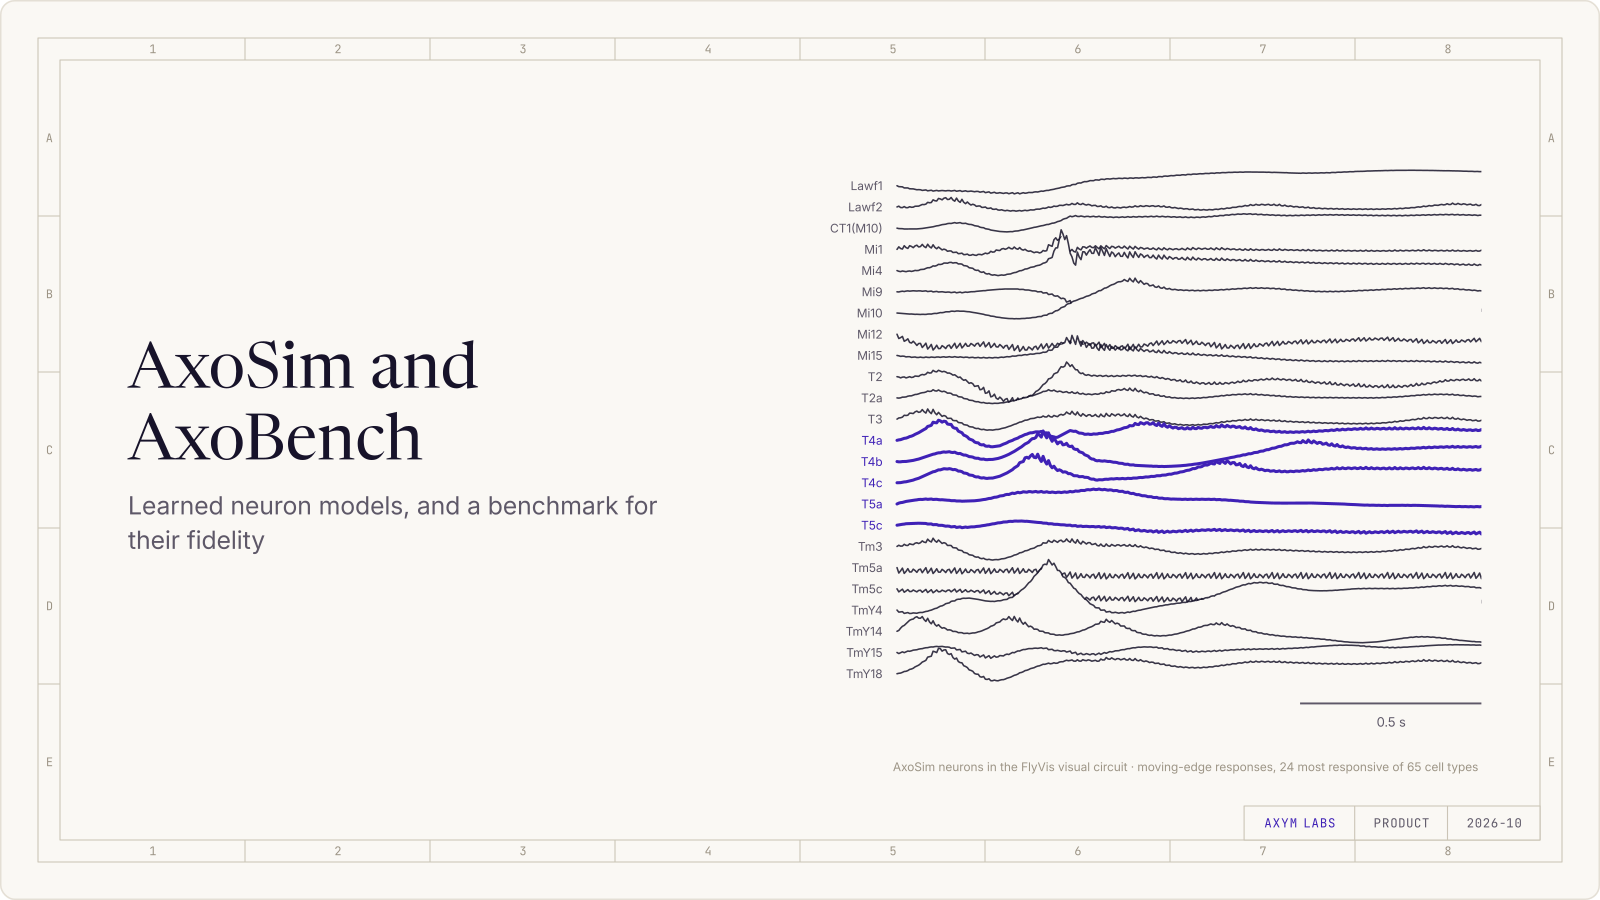 1 2 3 4 5 6 7 8
A A
B B
C C
D D
E E
AxoSim and
AxoBench
Learned neuron models, and a benchmark for
their fidelity
Lawf1
Lawf2
CT1(M10)
Mi1
Mi4
Mi9
Mi10
Mi12
Mi15
T2
T2a
T3
T4a
T4b
T4c
T5a
T5c
Tm3
Tm5a
Tm5c
TmY4
TmY14
TmY15
TmY18
0.5 s
AxoSim neurons in the FlyVis visual circuit · moving-edge responses, 24 most responsive of 65 cell types
AXYM LABS PRODUCT 2026-10
1 2 3 4 5 6 7 8